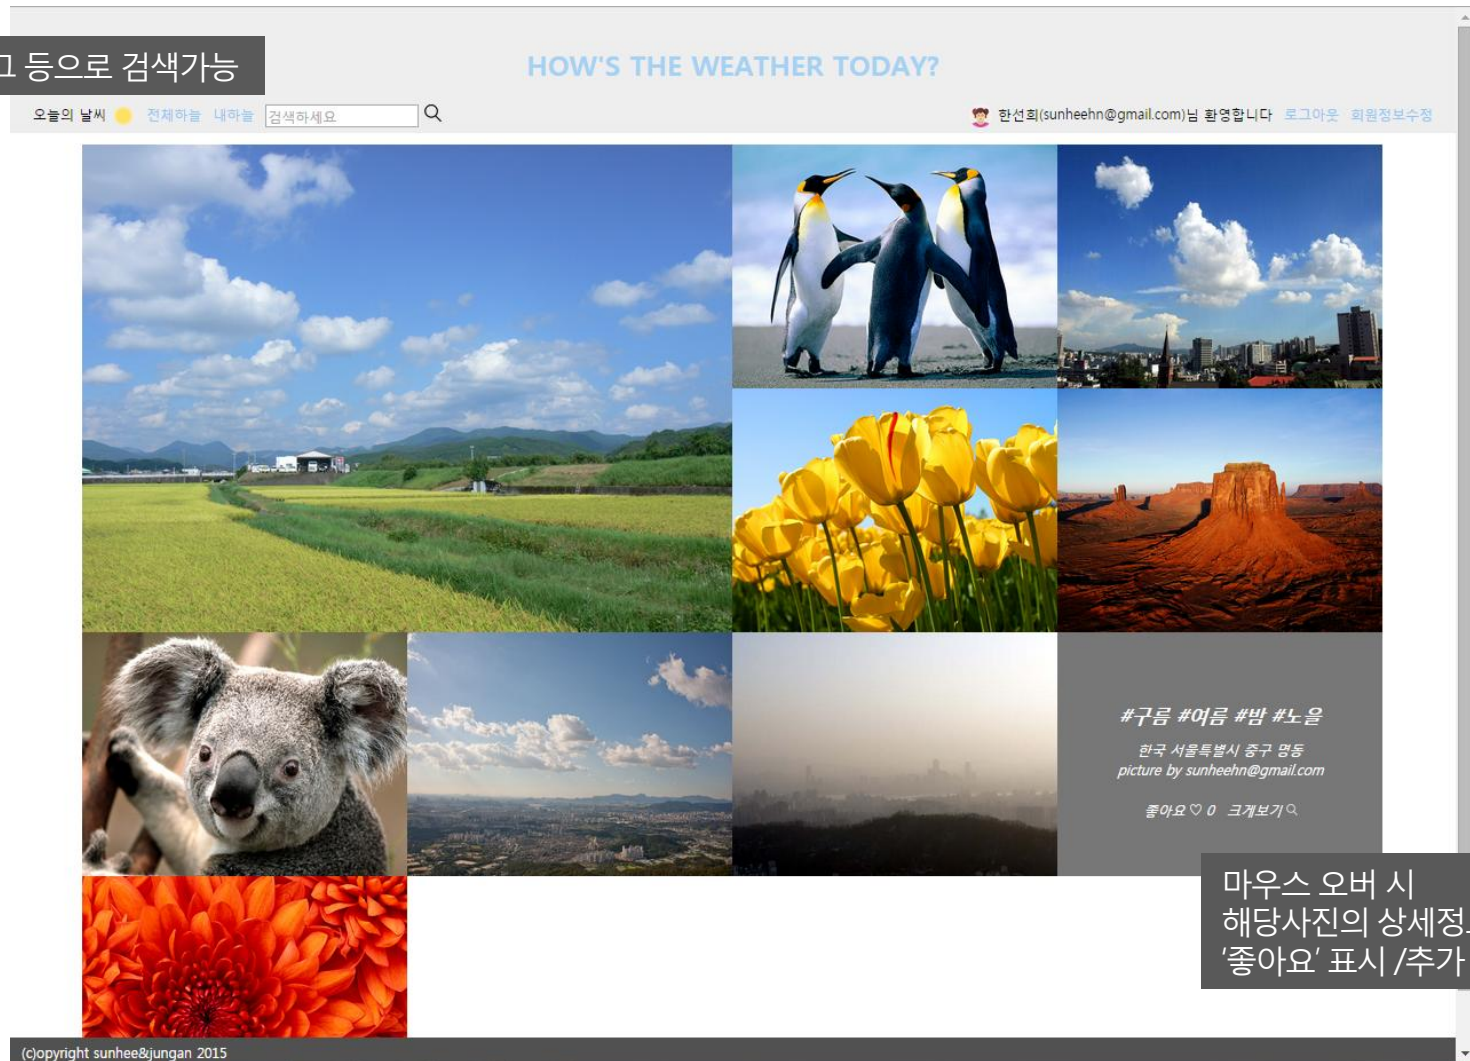 그 등으로 검색가능
HOW'S THE WEATHER TODAY?
오늘의 날씨 전체하늘 내하늘 검색하세요
한선희(sunheehn@gmail.com)님 환영합니다 로그아웃 회원정보수정
#구름 #여름 #밤 #노을
한국 서울특별시 중구 명동
picture by sunheehn@gmail.com
좋아요♡ 0 크게보기
마우스 오버 시
해당사진의 상세정
'좋아요' 표시 /추가
(c)opyright sunhee&jungan 2015